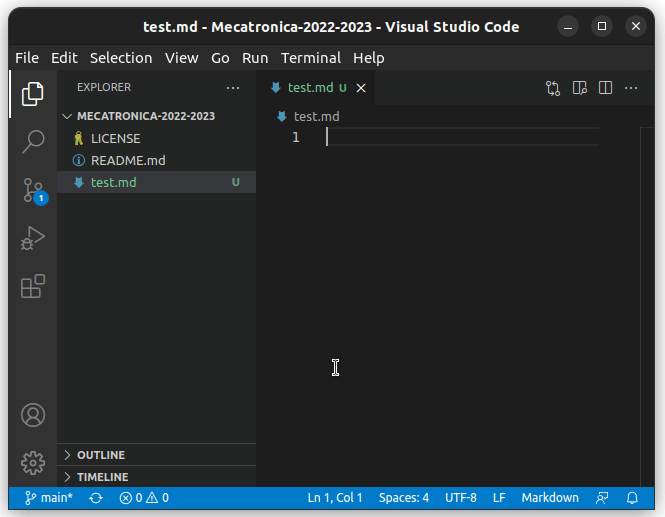 test.md - Mecatronica-2022-2023 - Visual Studio Code
File Edit Selection View Go Run Terminal Help
EXPLORER
MECATRONICA-2022-2023
LICENSE
README.md
test.md U
1
OUTLINE
TIMELINE
test.md U
test.md
1
main* 0 0 Ln 1, Col 1 Spaces: 4 UTF-8 LF Markdown